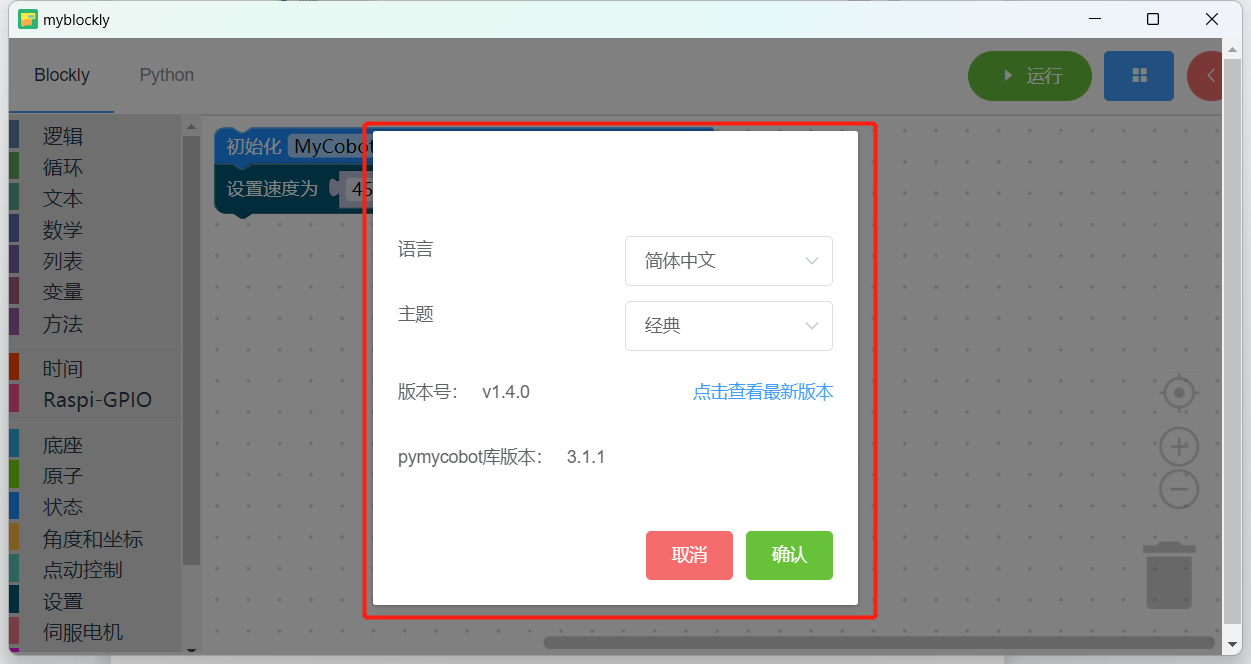 myblockly
Blockly Python 运行
逻辑
循环
文本
数学
列表
变量
方法
时间
Raspi-GPIO
底座
原子
状态
角度和坐标
点动控制
设置
伺服电机
初始化 MyCobot
设置速度为 45
语言 简体中文
主题 经典
版本号： v1.4.0 点击查看最新版本
pymycobot库版本： 3.1.1
取消 确认